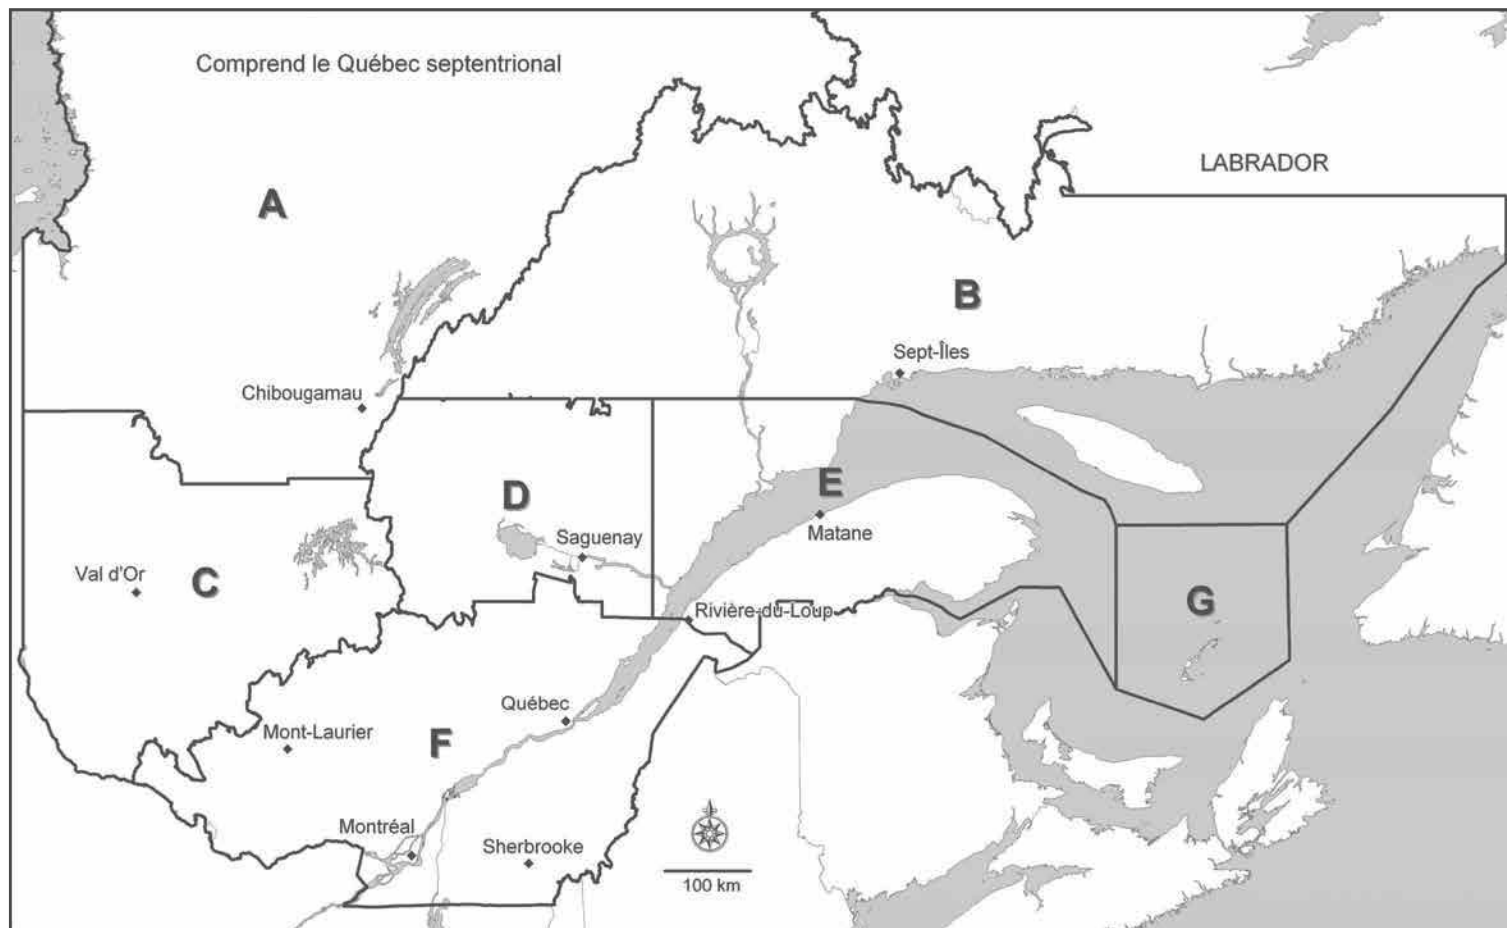 Comprend le Québec septentrional
LABRADOR
A
B
Sept-Îles
Chibougamau
D
E
Saguenay
Matane
Val d'Or
C
G
Rivière-du-Loup
Québec
Mont-Laurier
F
Montréal
Sherbrooke
100 km